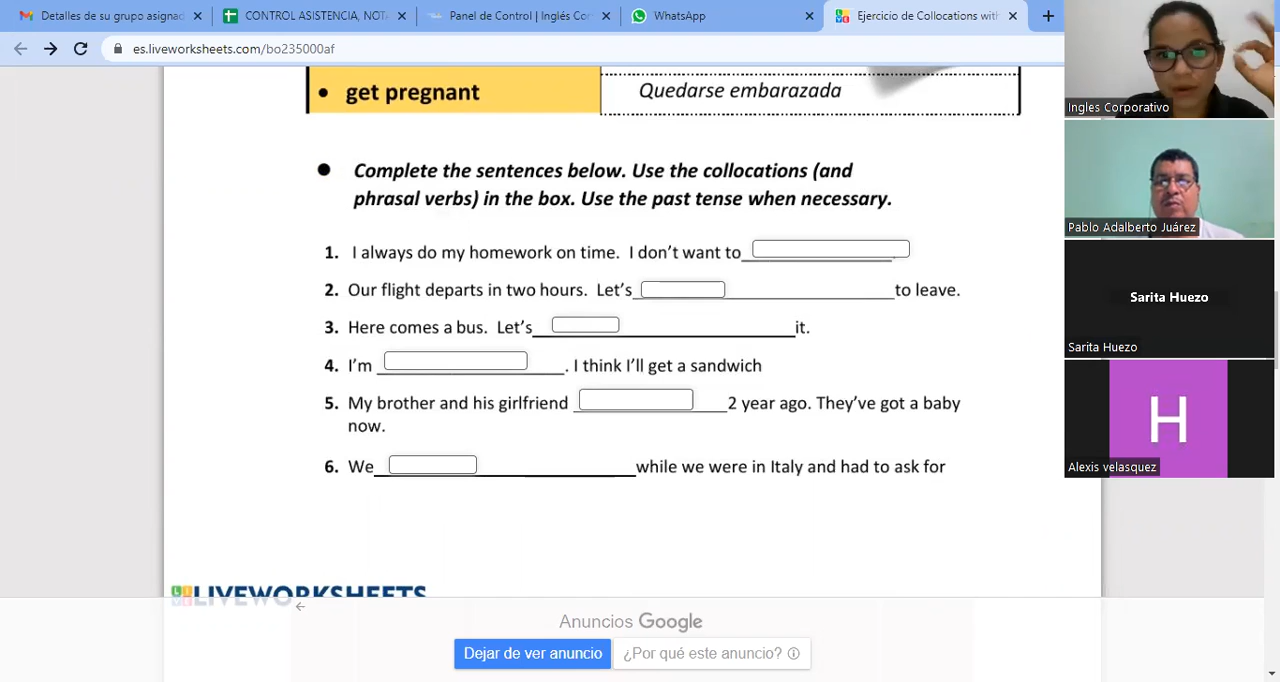 Detalles de su grupo asignad
CONTROL ASISTENCIA, NOTA
Panel de Control | Inglés Cor
WhatsApp
Ejercicio de Collocations with
es.liveworksheets.com/bo235000af
• get pregnant
Quedarse embarazada
Ingles Corporativo
● Complete the sentences below. Use the collocations (and
phrasal verbs) in the box. Use the past tense when necessary.
Pablo Adalberto Juárez
1. I always do my homework on time. I don't want to
2. Our flight departs in two hours. Let's to leave.
Sarita Huezo
3. Here comes a bus. Let's it.
Sarita Huezo
4. I'm . I think I'll get a sandwich
5. My brother and his girlfriend 2 year ago. They've got a baby
now.
H
6. We while we were in Italy and had to ask for
Alexis velasquez
LIVEWORKSHEETS
Anuncios Google
Dejar de ver anuncio
¿Por qué este anuncio?